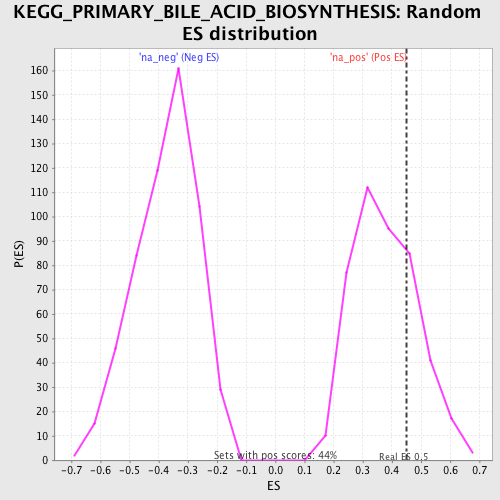 KEGG_PRIMARY_BILE_ACID_BIOSYNTHESIS: Random
ES distribution
'na_neg' (Neg ES)
'na_pos' (Pos ES)
160
150
140
130
120
110
100
90
80
70
60
50
40
30
20
10
0
P(ES)
Sets with pos scores: 44%
Real ES 0.5
-0.7 -0.6 -0.5 -0.4 -0.3 -0.2 -0.1 0.0 0.1 0.2 0.3 0.4 0.5 0.6 0.7
ES